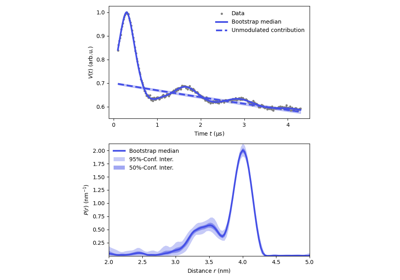 1.0
0.9
0.8
0.7
0.6
V(t) (arb.u.)
Data
Bootstrap median
Unmodulated contribution
0 1 2 3 4
Time t (μs)
2.00
1.75
1.50
1.25
1.00
0.75
0.50
0.25
P(r) (nm⁻¹)
Bootstrap median
95%-Conf. Inter.
50%-Conf. Inter.
2.0 2.5 3.0 3.5 4.0 4.5 5.0
Distance r (nm)